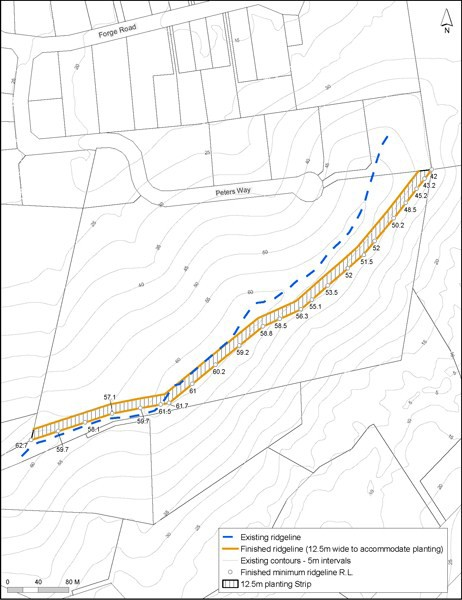 Forge Road
N
Peters Way
42
43.2
45.2
48.5
50.2
52
51.5
52
53.5
55.1
56.3
58.5
58.8
59.2
60.2
61
61.7
61.5
57.1
59.7
58.1
59.7
62.7
Existing ridgeline
Finished ridgeline (12.5m wide to accommodate planting)
Existing contours - 5m intervals
Finished minimum ridgeline R.L.
12.5m planting Strip
0 40 80 M